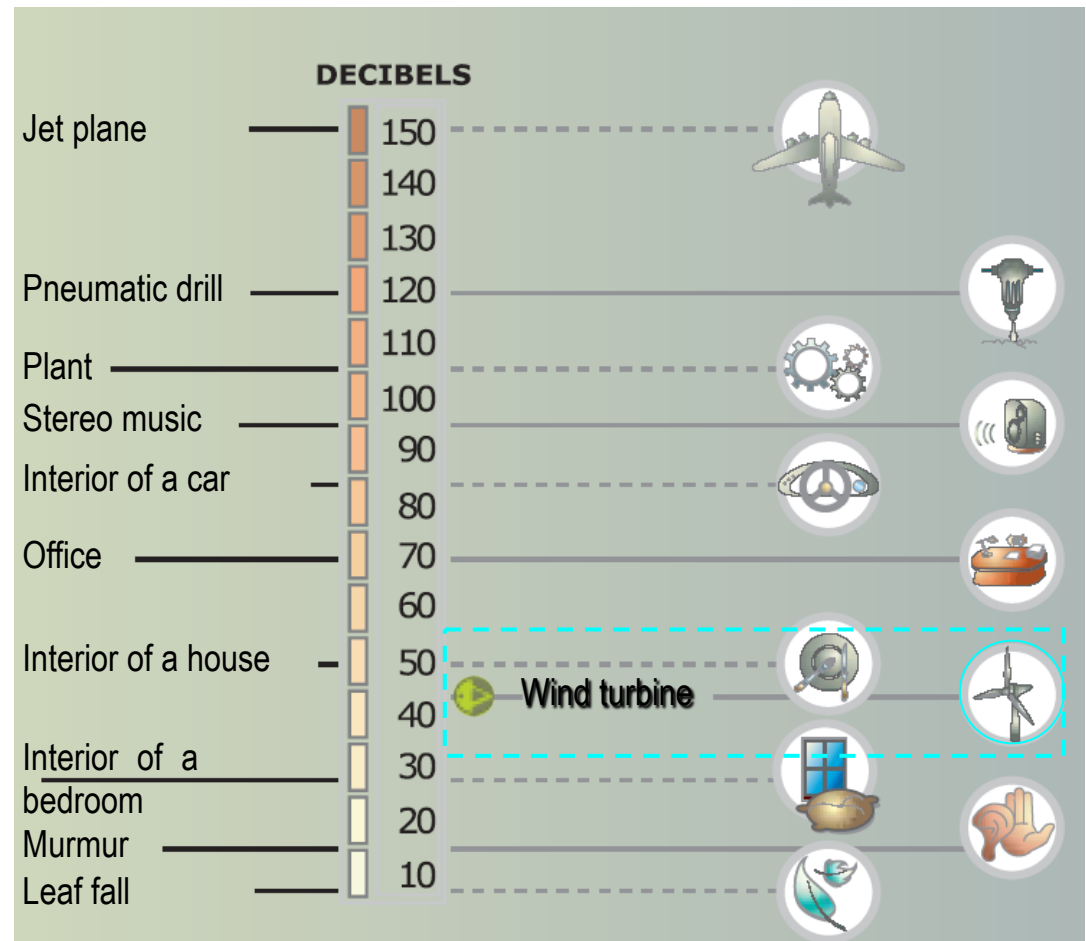 DECIBELS
Jet plane
150
140
130
Pneumatic drill
120
110
Plant
100
Stereo music
90
Interior of a car
80
Office
70
60
Interior of a house
50
Wind turbine
40
Interior of a
30
bedroom
20
Murmur
10
Leaf fall